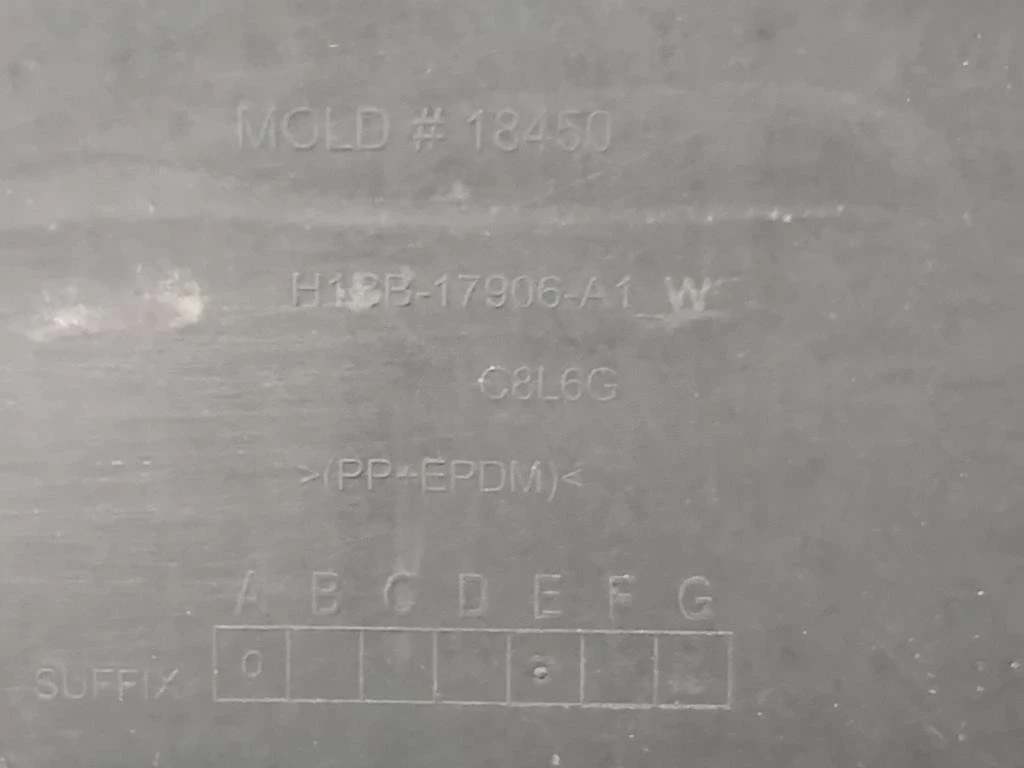 MOLD # 18450
H1BB-17906-A1_W
C8L6G
>(PP+EPDM)<
A B C D E F G
SUFFIX 0